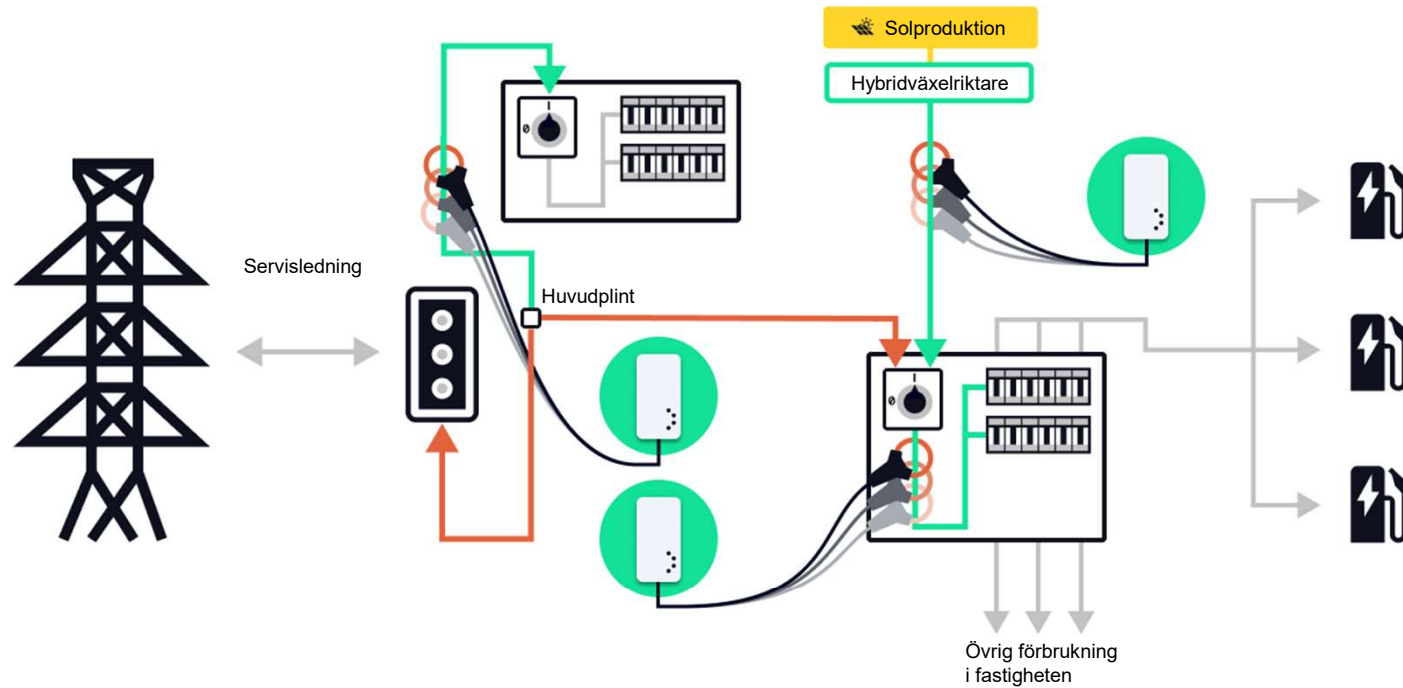 Solproduktion
Hybridväxelriktare
Servisledning
Huvudplint
Övrig förbrukning
i fastigheten